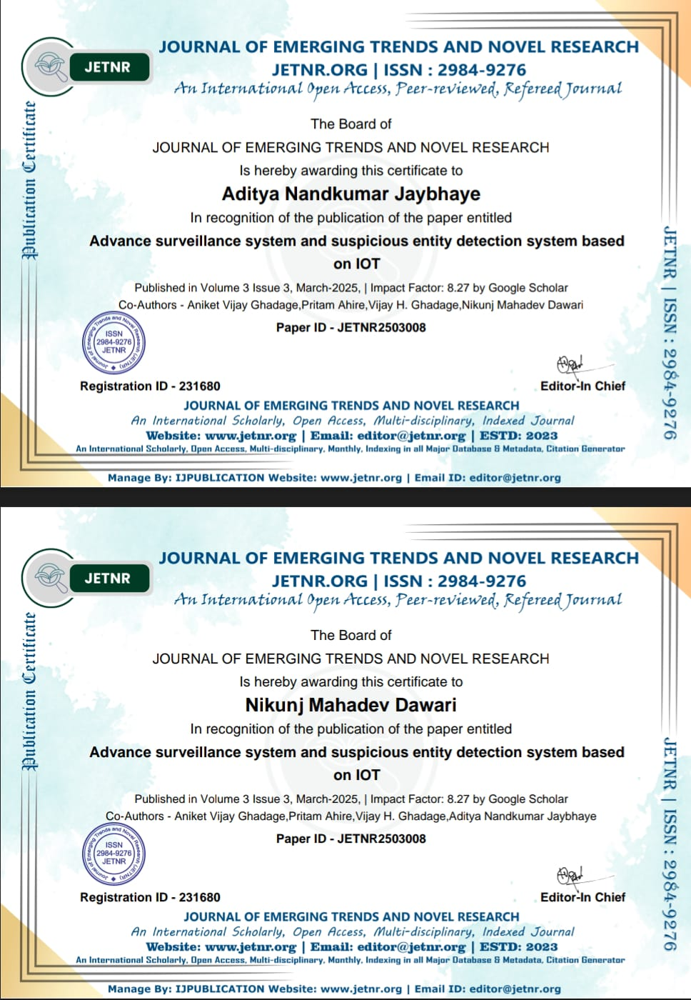 JETNR
JOURNAL OF EMERGING TRENDS AND NOVEL RESEARCH
JETNR.ORG | ISSN : 2984-9276
An International Open Access, Peer-reviewed, Refereed Journal
Publication Certificate
The Board of
JOURNAL OF EMERGING TRENDS AND NOVEL RESEARCH
Is hereby awarding this certificate to
Aditya Nandkumar Jaybhaye
In recognition of the publication of the paper entitled
Advance surveillance system and suspicious entity detection system based
on IOT
Published in Volume 3 Issue 3, March-2025, | Impact Factor: 8.27 by Google Scholar
Co-Authors - Aniket Vijay Ghadage,Pritam Ahire,Vijay H. Ghadage,Nikunj Mahadev Dawari
Paper ID - JETNR2503008
Journal of Emerging Trends and Novel Research (JETNR)
ISSN
2984-9276
JETNR
Registration ID - 231680
Editor-In Chief
JETNR | ISSN : 2984-9276
JOURNAL OF EMERGING TRENDS AND NOVEL RESEARCH
An International Scholarly, Open Access, Multi-disciplinary, Indexed Journal
Website: www.jetnr.org | Email: editor@jetnr.org | ESTD: 2023
An International Scholarly, Open Access, Multi-disciplinary, Monthly, Indexing in all Major Database & Metadata, Citation Generator
Manage By: IJPUBLICATION Website: www.jetnr.org | Email ID: editor@jetnr.org
JETNR
JOURNAL OF EMERGING TRENDS AND NOVEL RESEARCH
JETNR.ORG | ISSN : 2984-9276
An International Open Access, Peer-reviewed, Refereed Journal
Publication Certificate
The Board of
JOURNAL OF EMERGING TRENDS AND NOVEL RESEARCH
Is hereby awarding this certificate to
Nikunj Mahadev Dawari
In recognition of the publication of the paper entitled
Advance surveillance system and suspicious entity detection system based
on IOT
Published in Volume 3 Issue 3, March-2025, | Impact Factor: 8.27 by Google Scholar
Co-Authors - Aniket Vijay Ghadage,Pritam Ahire,Vijay H. Ghadage,Aditya Nandkumar Jaybhaye
Paper ID - JETNR2503008
Journal of Emerging Trends and Novel Research (JETNR)
ISSN
2984-9276
JETNR
Registration ID - 231680
Editor-In Chief
JETNR | ISSN : 2984-9276
JOURNAL OF EMERGING TRENDS AND NOVEL RESEARCH
An International Scholarly, Open Access, Multi-disciplinary, Indexed Journal
Website: www.jetnr.org | Email: editor@jetnr.org | ESTD: 2023
An International Scholarly, Open Access, Multi-disciplinary, Monthly, Indexing in all Major Database & Metadata, Citation Generator
Manage By: IJPUBLICATION Website: www.jetnr.org | Email ID: editor@jetnr.org